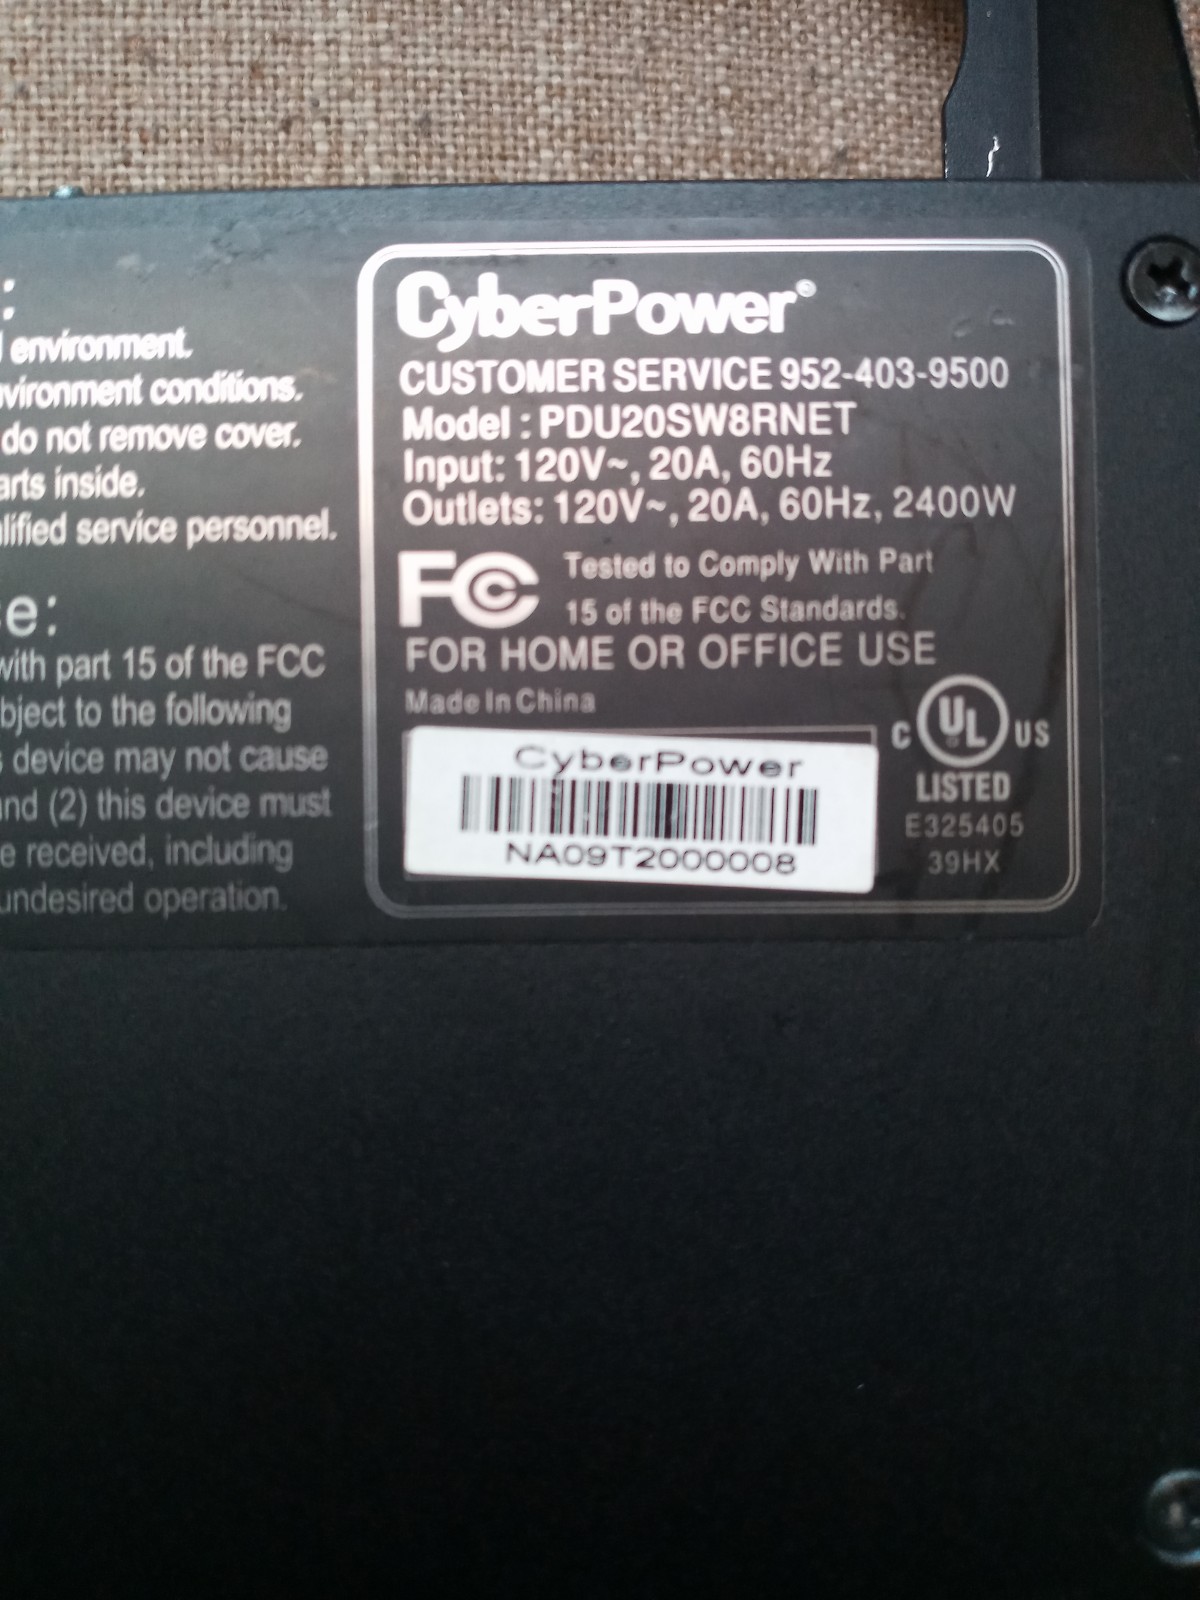 :
environment.
vironment conditions.
do not remove cover.
arts inside.
lified service personnel.
e:
with part 15 of the FCC
bject to the following
device may not cause
and (2) this device must
e received, including
undesired operation.
CyberPower®
CUSTOMER SERVICE 952-403-9500
Model : PDU20SW8RNET
Input: 120V~, 20A, 60Hz
Outlets: 120V~, 20A, 60Hz, 2400W
FC Tested to Comply With Part
15 of the FCC Standards.
FOR HOME OR OFFICE USE
Made In China
CyberPower
NA09T2000008
C UL US
LISTED
E325405
39HX